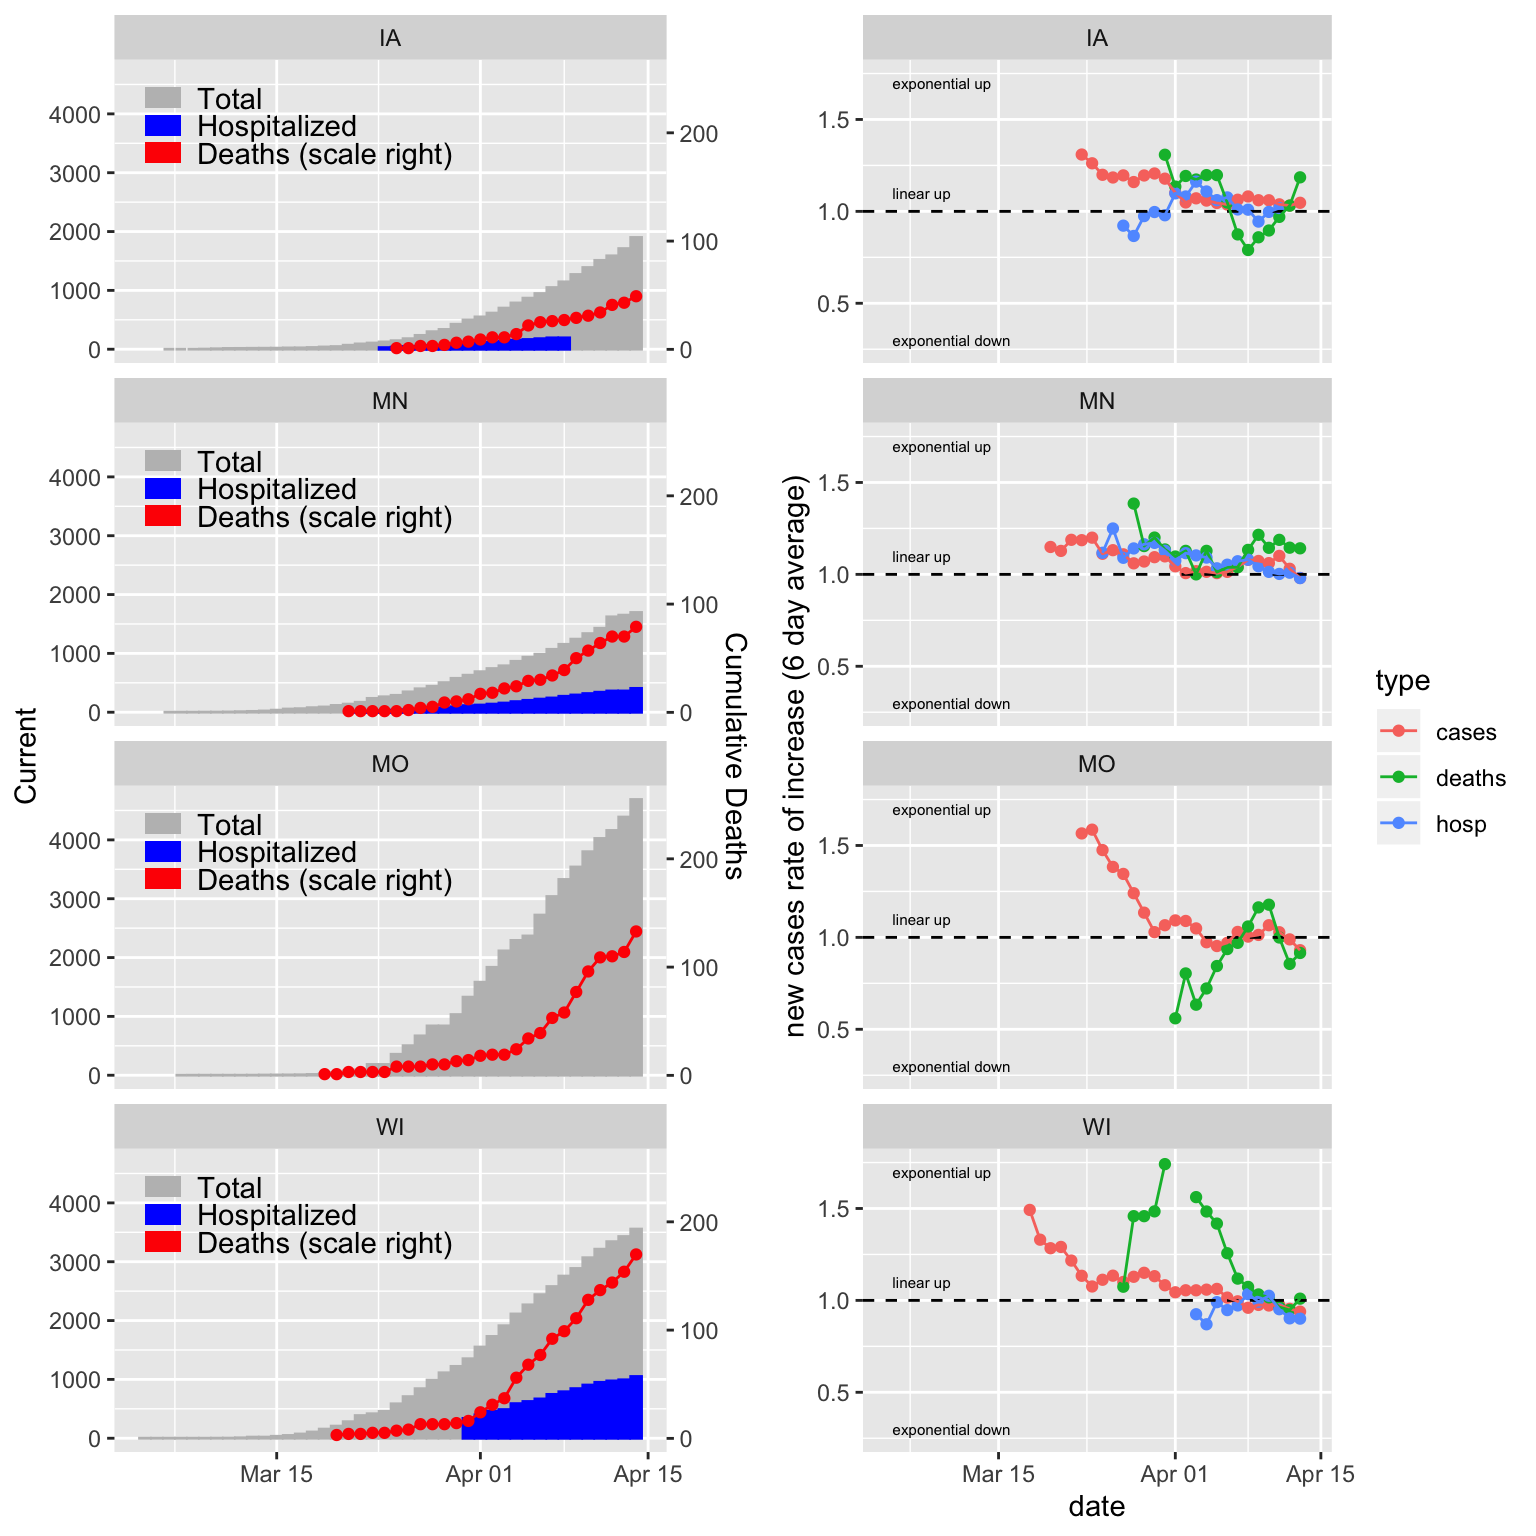 IA
Total
Hospitalized
Deaths (scale right)
4000
3000
2000
1000
0
200
100
0
MN
Total
Hospitalized
Deaths (scale right)
4000
3000
2000
1000
0
200
100
0
MO
Total
Hospitalized
Deaths (scale right)
4000
3000
2000
1000
0
200
100
0
WI
Total
Hospitalized
Deaths (scale right)
4000
3000
2000
1000
0
200
100
0
Mar 15 Apr 01 Apr 15
Current
Cumulative Deaths
IA
exponential up
linear up
exponential down
1.5
1.0
0.5
MN
exponential up
linear up
exponential down
1.5
1.0
0.5
MO
exponential up
linear up
exponential down
1.5
1.0
0.5
WI
exponential up
linear up
exponential down
1.5
1.0
0.5
Mar 15 Apr 01 Apr 15
date
new cases rate of increase (6 day average)
type
cases
deaths
hosp